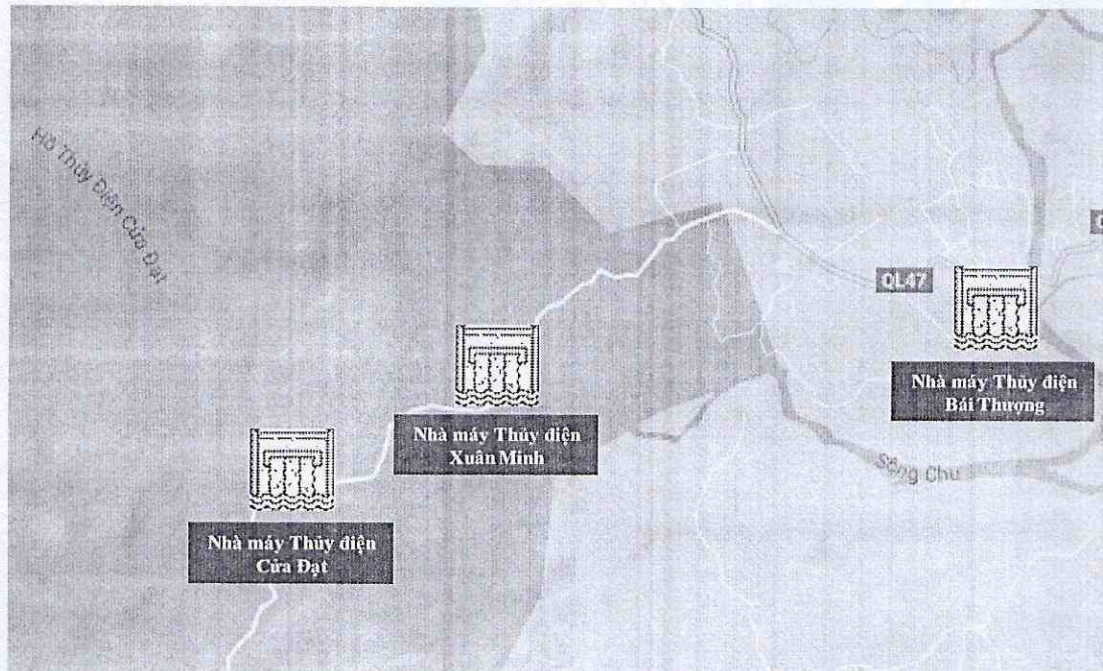 Hồ Thủy Điện Cửa Đạt
QL47
Nhà máy Thủy điện
Bái Thượng
Nhà máy Thủy điện
Xuân Minh
Sông Chu
Nhà máy Thủy điện
Cửa Đạt